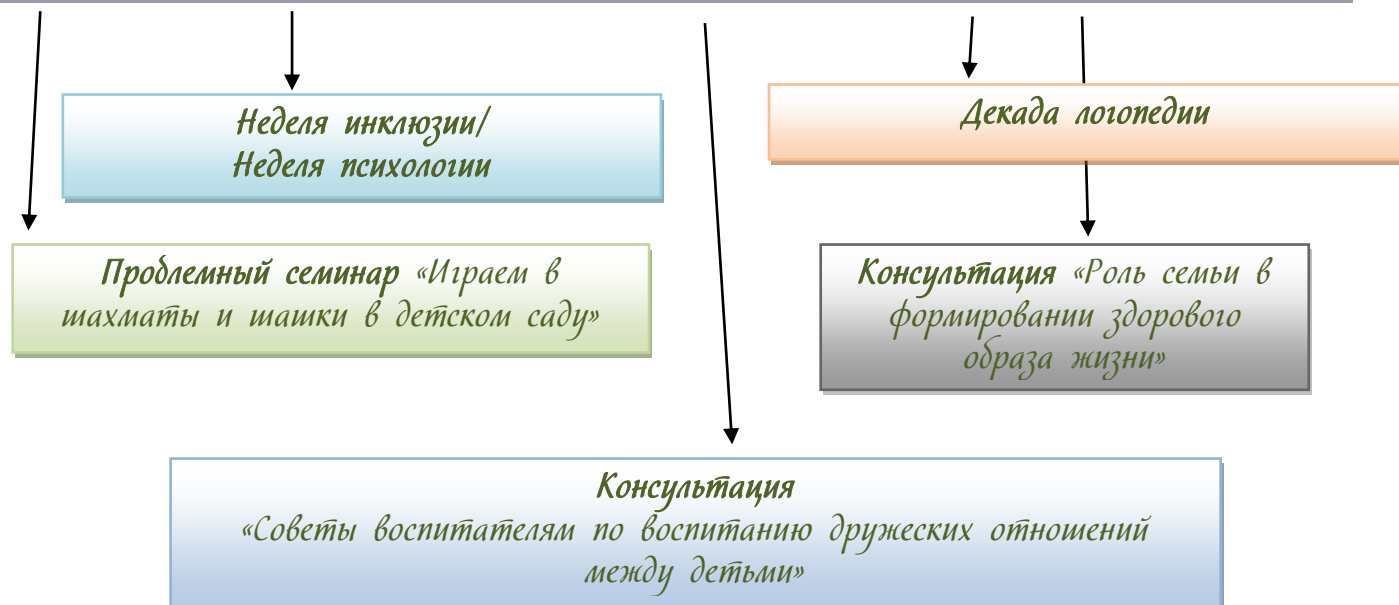 Неделя инклюзии/
Неделя психологии
Декада логопедии
Проблемный семинар «Играем в
шахматы и шашки в детском саду»
Консультация «Роль семьи в
формировании здорового
образа жизни»
Консультация
«Советы воспитателям по воспитанию дружеских отношений
между детьми»